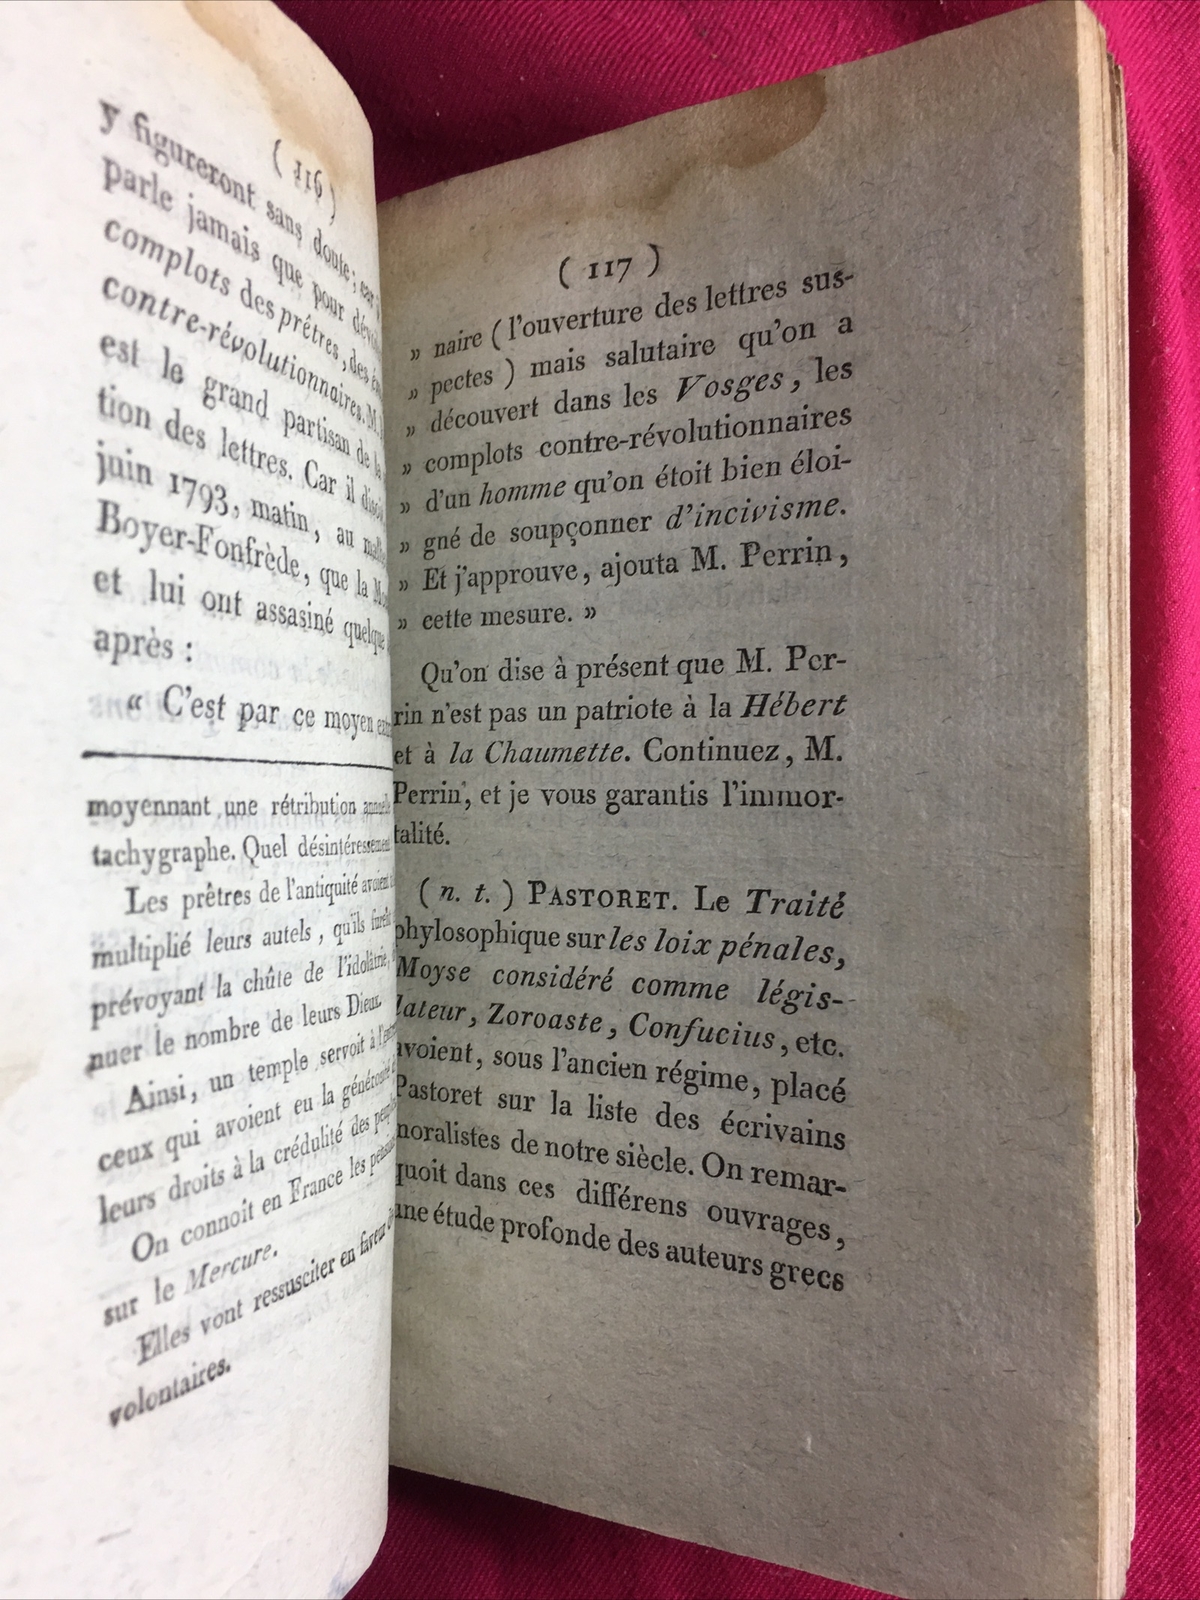 ( 116 )
y figureront sans doute ; car
parle jamais que pour
complots des prêtres, des
contre-révolutionnaires. M.
est le grand partisan de la
tion des lettres. Car il
juin 1793, matin, au
Boyer-Fonfrède, que la
et lui ont assasiné quelque
après :
“ C'est par ce moyen
moyennant une rétribution
tachygraphe. Quel désintéressement
Les prêtres de l'antiquité
multiplié leurs autels, qu'ils
prévoyant la chûte de l'idolâtrie,
nuer le nombre de leurs Dieux.
Ainsi, un temple servoit à
ceux qui avoient eu la générosité
leurs droits à la crédulité des
On connoit en France les
sur le Mercure.
Elles vont ressusciter en faveur
volontaires.
( 117 )
» naire ( l'ouverture des lettres sus-
» pectes ) mais salutaire qu'on a
» découvert dans les Vosges, les
» complots contre-révolutionnaires
» d'un homme qu'on étoit bien éloi-
» gné de soupçonner d'incivisme.
» Et j'approuve, ajouta M. Perrin,
» cette mesure. »
Qu'on dise à présent que M. Per-
rin n'est pas un patriote à la Hébert
et à la Chaumette. Continuez, M.
Perrin, et je vous garantis l'immor-
talité.
( n. t. ) PASTORET. Le Traité
phylosophique sur les loix pénales,
Moyse considéré comme légis-
lateur, Zoroaste, Confucius, etc.
avoient, sous l'ancien régime, placé
Pastoret sur la liste des écrivains
moralistes de notre siècle. On remar-
quoit dans ces différens ouvrages,
une étude profonde des auteurs grecs